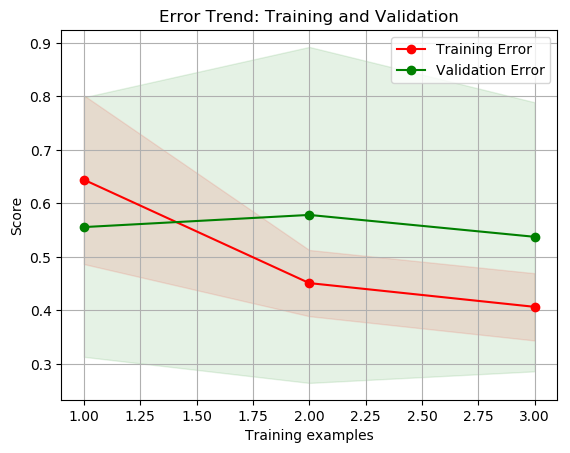 Error Trend: Training and Validation
Training Error
Validation Error
0.9
0.8
0.7
0.6
0.5
0.4
0.3
Score
1.00 1.25 1.50 1.75 2.00 2.25 2.50 2.75 3.00
Training examples